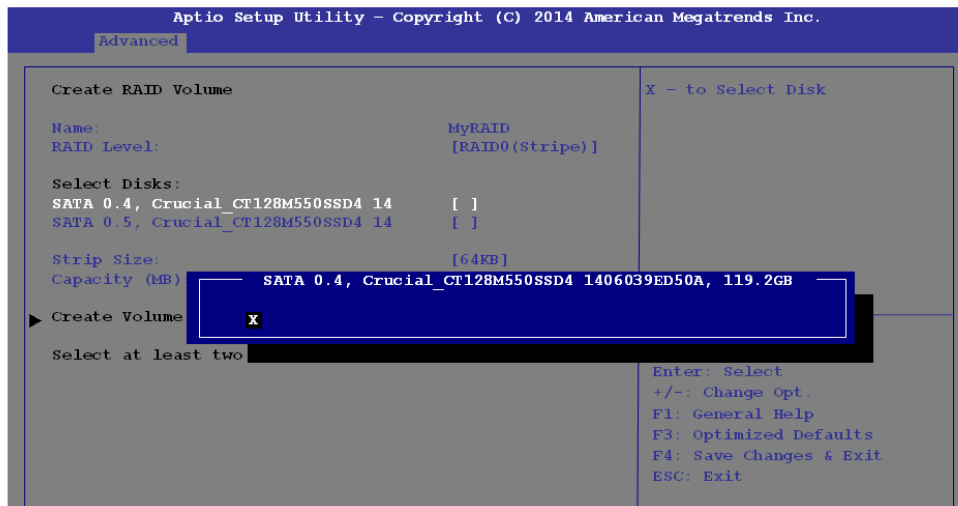 Aptio Setup Utility – Copyright (C) 2014 American Megatrends Inc.
Advanced
Create RAID Volume
X – to Select Disk
Name: MyRAID
RAID Level: [RAID0(Stripe)]
Select Disks:
SATA 0.4, Crucial_CT128M550SSD4 14 [ ]
SATA 0.5, Crucial_CT128M550SSD4 14 [ ]
Strip Size: [64KB]
Capacity (MB):
SATA 0.4, Crucial_CT128M550SSD4 1406039ED50A, 119.2GB
X
Create Volume
Select at least two
Enter: Select
+/-: Change Opt.
F1: General Help
F3: Optimized Defaults
F4: Save Changes & Exit
ESC: Exit